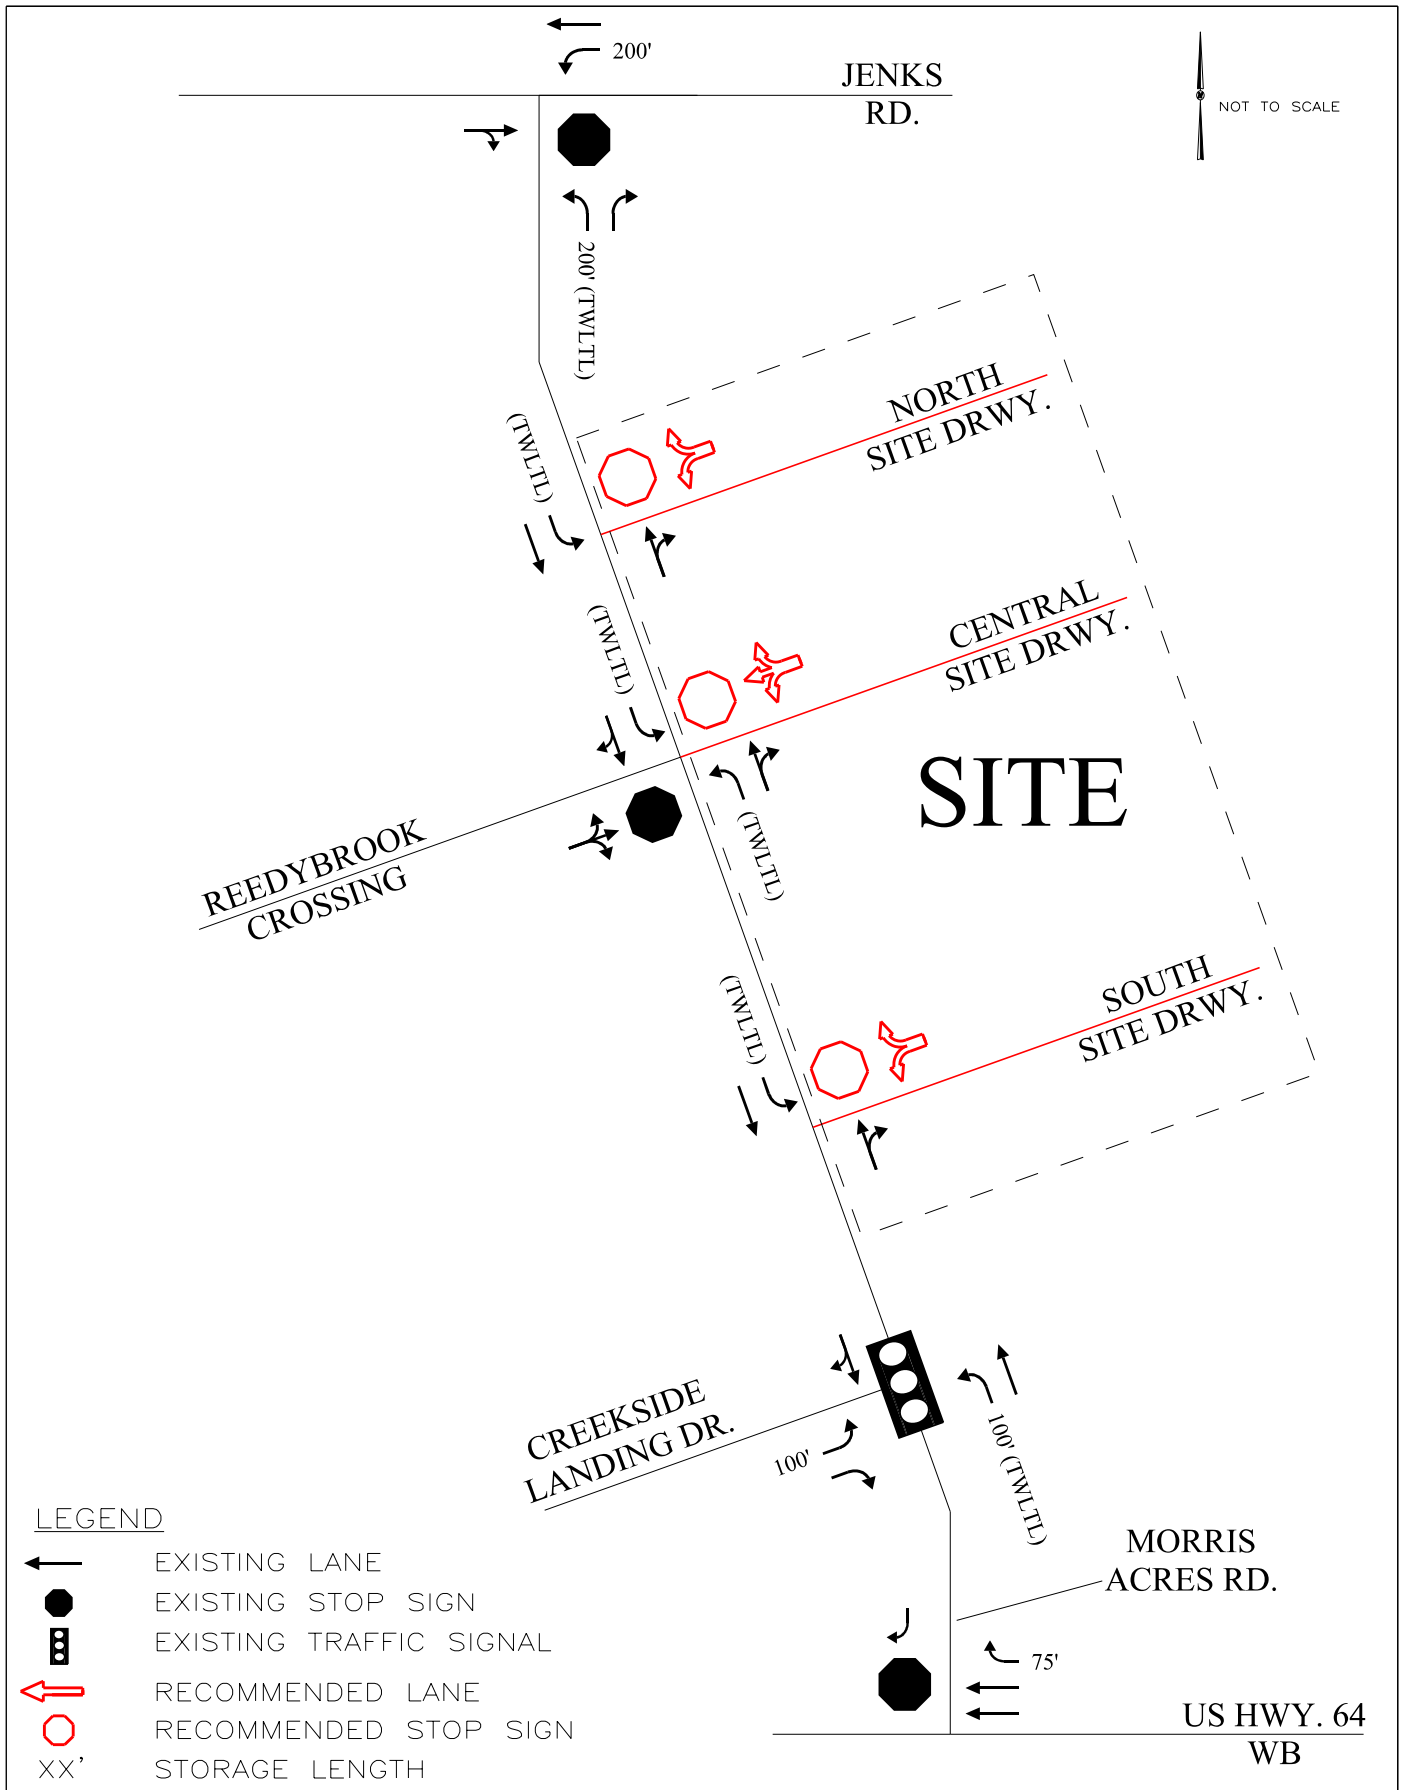 200'
JENKS
RD.
NOT TO SCALE
200' (TWLTL)
(TWLTL)
NORTH
SITE DRWY.
(TWLTL)
CENTRAL
SITE DRWY.
SITE
(TWLTL)
REEDYBROOK
CROSSING
(TWLTL)
SOUTH
SITE DRWY.
CREEKSIDE
LANDING DR.
100'
100' (TWLTL)
MORRIS
ACRES RD.
75'
US HWY. 64
WB
LEGEND
EXISTING LANE
EXISTING STOP SIGN
EXISTING TRAFFIC SIGNAL
RECOMMENDED LANE
RECOMMENDED STOP SIGN
XX' STORAGE LENGTH